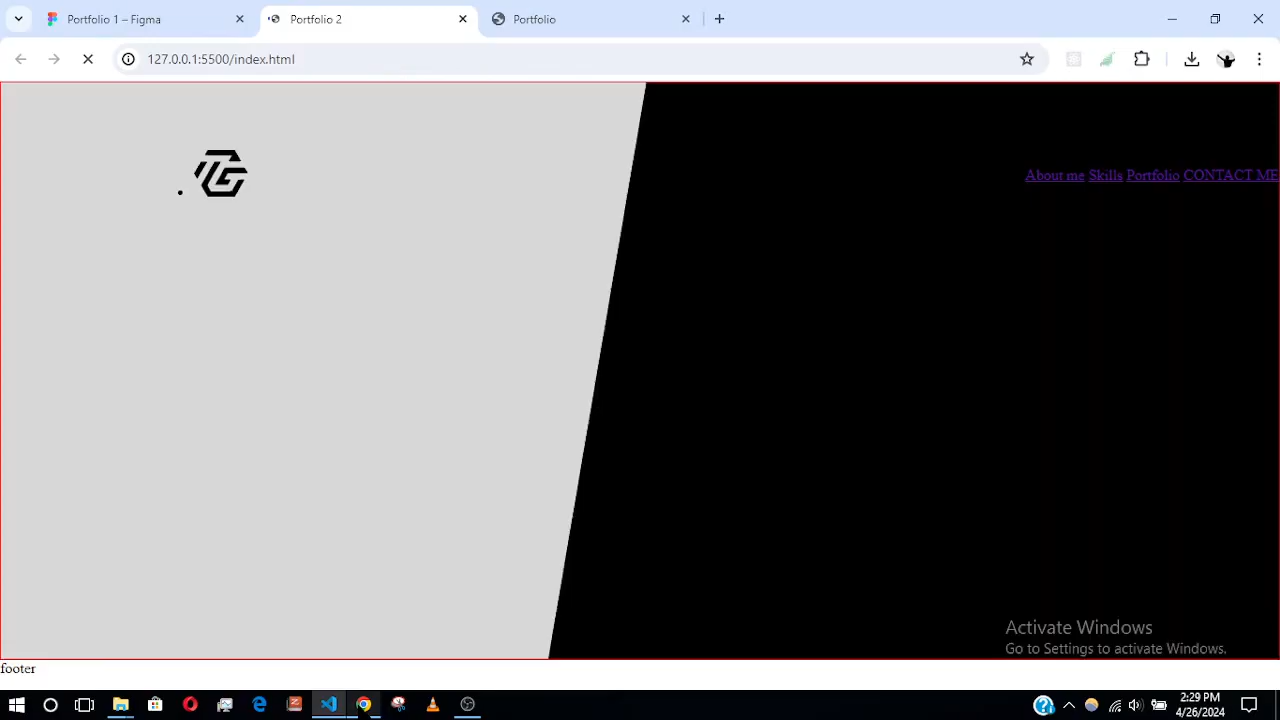 Portfolio 1 – Figma
Portfolio 2
Portfolio
127.0.0.1:5500/index.html
About me Skills Portfolio CONTACT ME
Activate Windows
Go to Settings to activate Windows.
footer
2:29 PM
4/26/2024